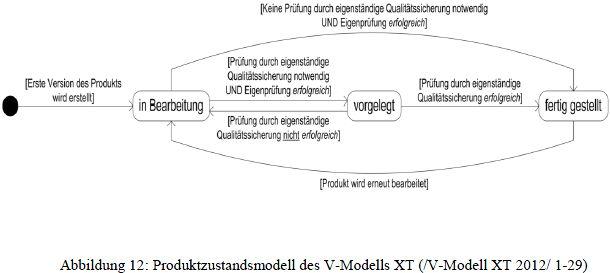 [Keine Prüfung durch eigenständige Qualitätssicherung notwendig
UND Eigenprüfung erfolgreich]
[Erste Version des Produkts
wird erstellt]
in Bearbeitung
[Prüfung durch eigenständige
Qualitätssicherung notwendig
UND Eigenprüfung erfolgreich]
[Prüfung durch eigenständige
Qualitätssicherung nicht erfolgreich]
vorgelegt
[Prüfung durch eigenständige
Qualitätssicherung erfolgreich]
fertig gestellt
[Produkt wird erneut bearbeitet]
Abbildung 12: Produktzustandsmodell des V-Modells XT (/V-Modell XT 2012/ 1-29)